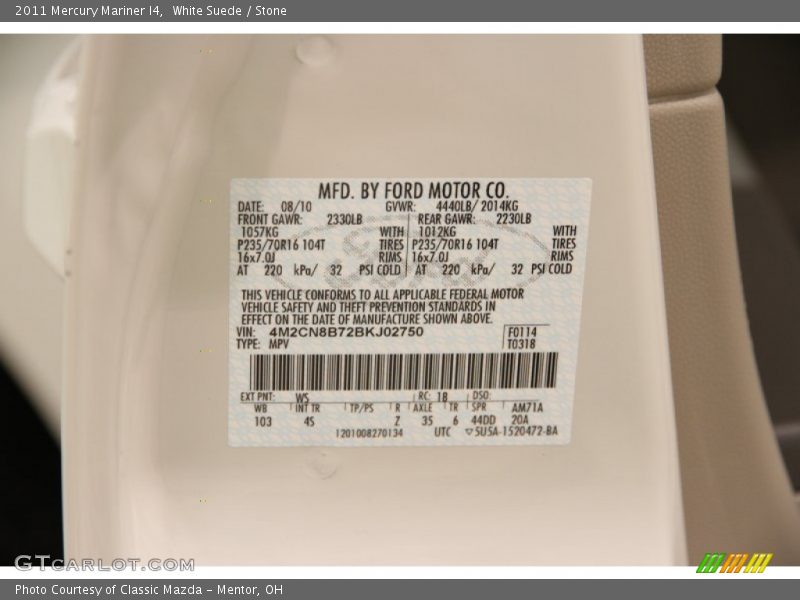 2011 Mercury Mariner I4,  White Suede / Stone
MFD. BY FORD MOTOR CO.
DATE: 08/10 GVWR: 4440LB/ 2014KG
FRONT GAWR: 2330LB REAR GAWR: 2230LB
1057KG WITH 1012KG WITH
P235/70R16 104T TIRES P235/70R16 104T TIRES
16x7.0J RIMS 16x7.0J RIMS
AT 220 kPa/ 32 PSI COLD AT 220 kPa/ 32 PSI COLD
THIS VEHICLE CONFORMS TO ALL APPLICABLE FEDERAL MOTOR
VEHICLE SAFETY AND THEFT PREVENTION STANDARDS IN
EFFECT ON THE DATE OF MANUFACTURE SHOWN ABOVE.
VIN: 4M2CN8B72BKJ02750 F0114
TYPE: MPV T0318
EXT PNT: WS RC: 18 DSO:
WB INT TR TP/PS R AXLE TR SPR AM71A
103 4S Z 35 6 44DD 20A
1201008270134 UTC ▽5U5A-1520472-BA
GTcarlot.com
Photo Courtesy of Classic Mazda - Mentor, OH